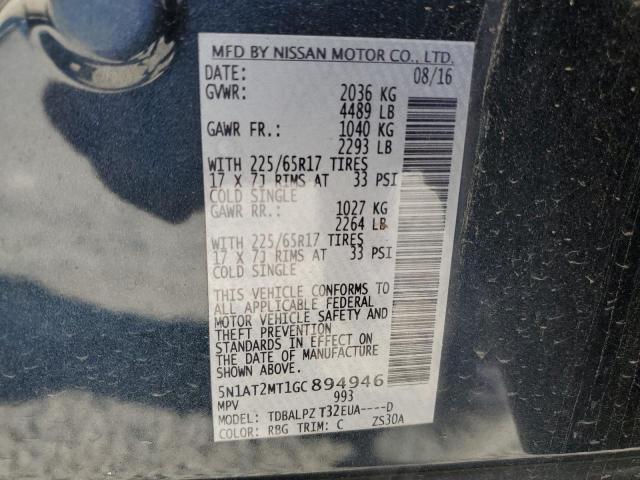 MFD BY NISSAN MOTOR CO., LTD.
DATE: 08/16
GVWR: 2036 KG
4489 LB
GAWR FR.: 1040 KG
2293 LB
WITH 225/65R17 TIRES
17 X 7J RIMS AT 33 PSI
COLD SINGLE
GAWR RR.: 1027 KG
2264 LB
WITH 225/65R17 TIRES
17 X 7J RIMS AT 33 PSI
COLD SINGLE
THIS VEHICLE CONFORMS TO
ALL APPLICABLE FEDERAL
MOTOR VEHICLE SAFETY AND
THEFT PREVENTION
STANDARDS IN EFFECT ON
THE DATE OF MANUFACTURE
SHOWN ABOVE.
5N1AT2MT1GC894946
MPV 993
TDBALPZ T32EUA----D
COLOR: RBG TRIM: C ZS30A